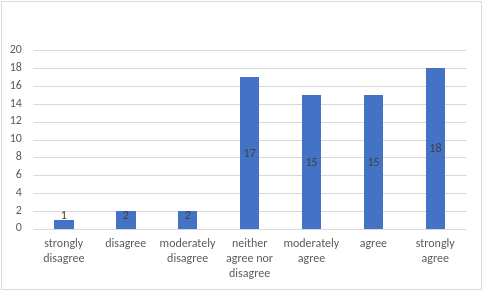 20
18
16
14
12
10
8
6
4
2
0
1
2
2
17
15
15
18
strongly
disagree
disagree
moderately
disagree
neither
agree nor
disagree
moderately
agree
agree
strongly
agree